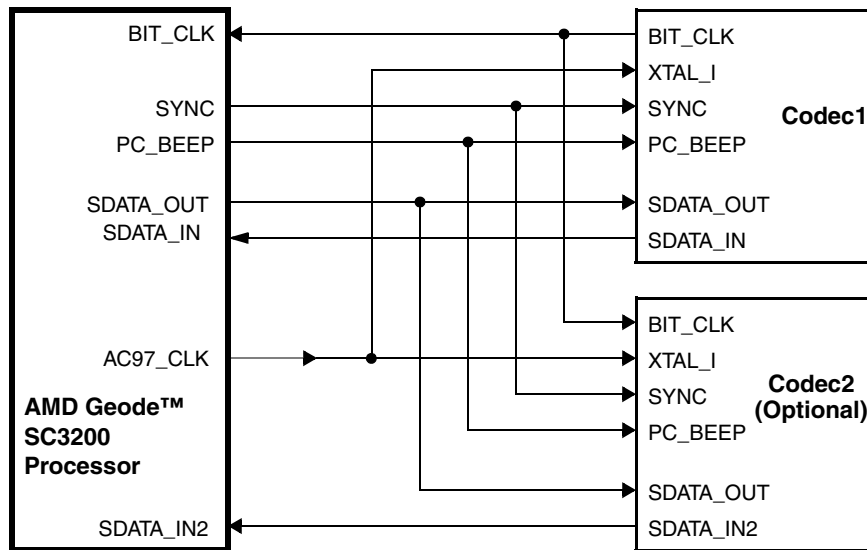 BIT_CLK
SYNC
PC_BEEP
SDATA_OUT
SDATA_IN
AC97_CLK
AMD Geode™
SC3200
Processor
SDATA_IN2
BIT_CLK
XTAL_I
SYNC
Codec1
PC_BEEP
SDATA_OUT
SDATA_IN
BIT_CLK
XTAL_I
SYNC
Codec2
(Optional)
PC_BEEP
SDATA_OUT
SDATA_IN2